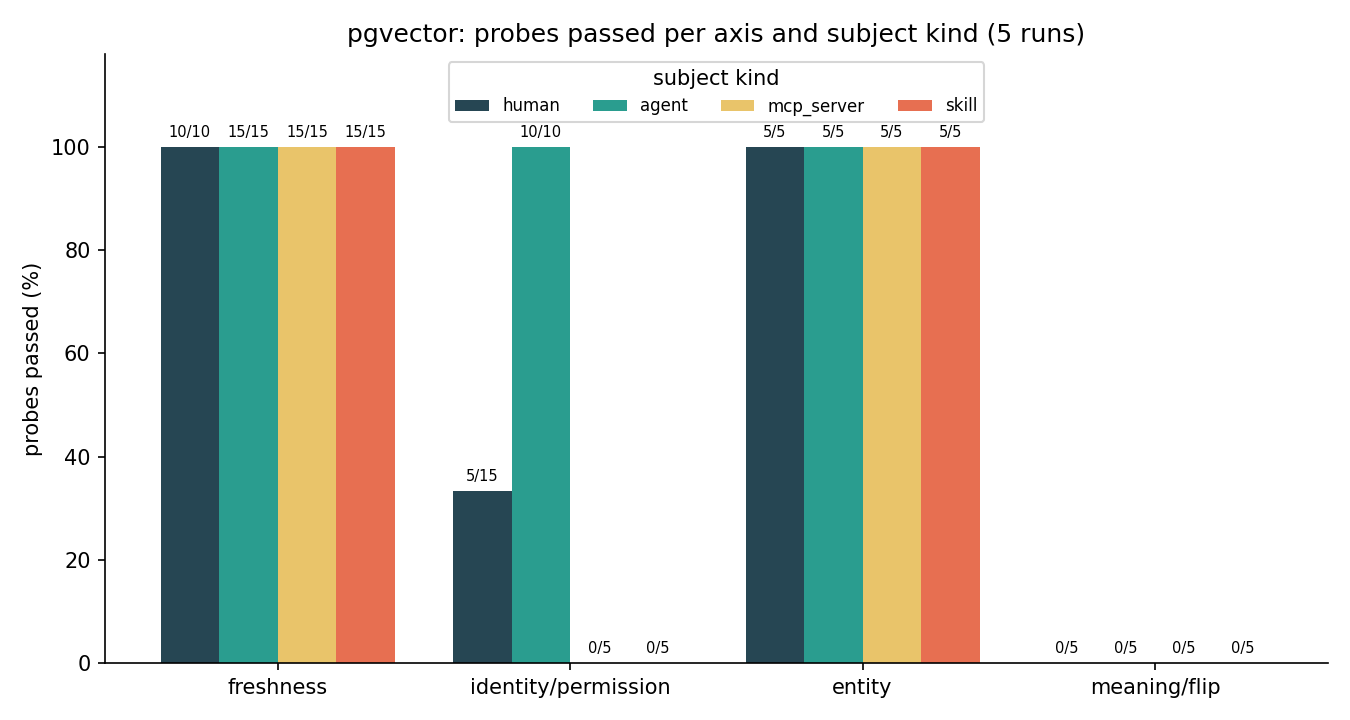 pgvector: probes passed per axis and subject kind (5 runs)
subject kind
human agent mcp_server skill
10/10 15/15 15/15 15/15 10/10 5/5 5/5 5/5 5/5
100
80
probes passed (%)
60
40
5/15
20
0/5 0/5 0/5 0/5 0/5 0/5
0
freshness identity/permission entity meaning/flip